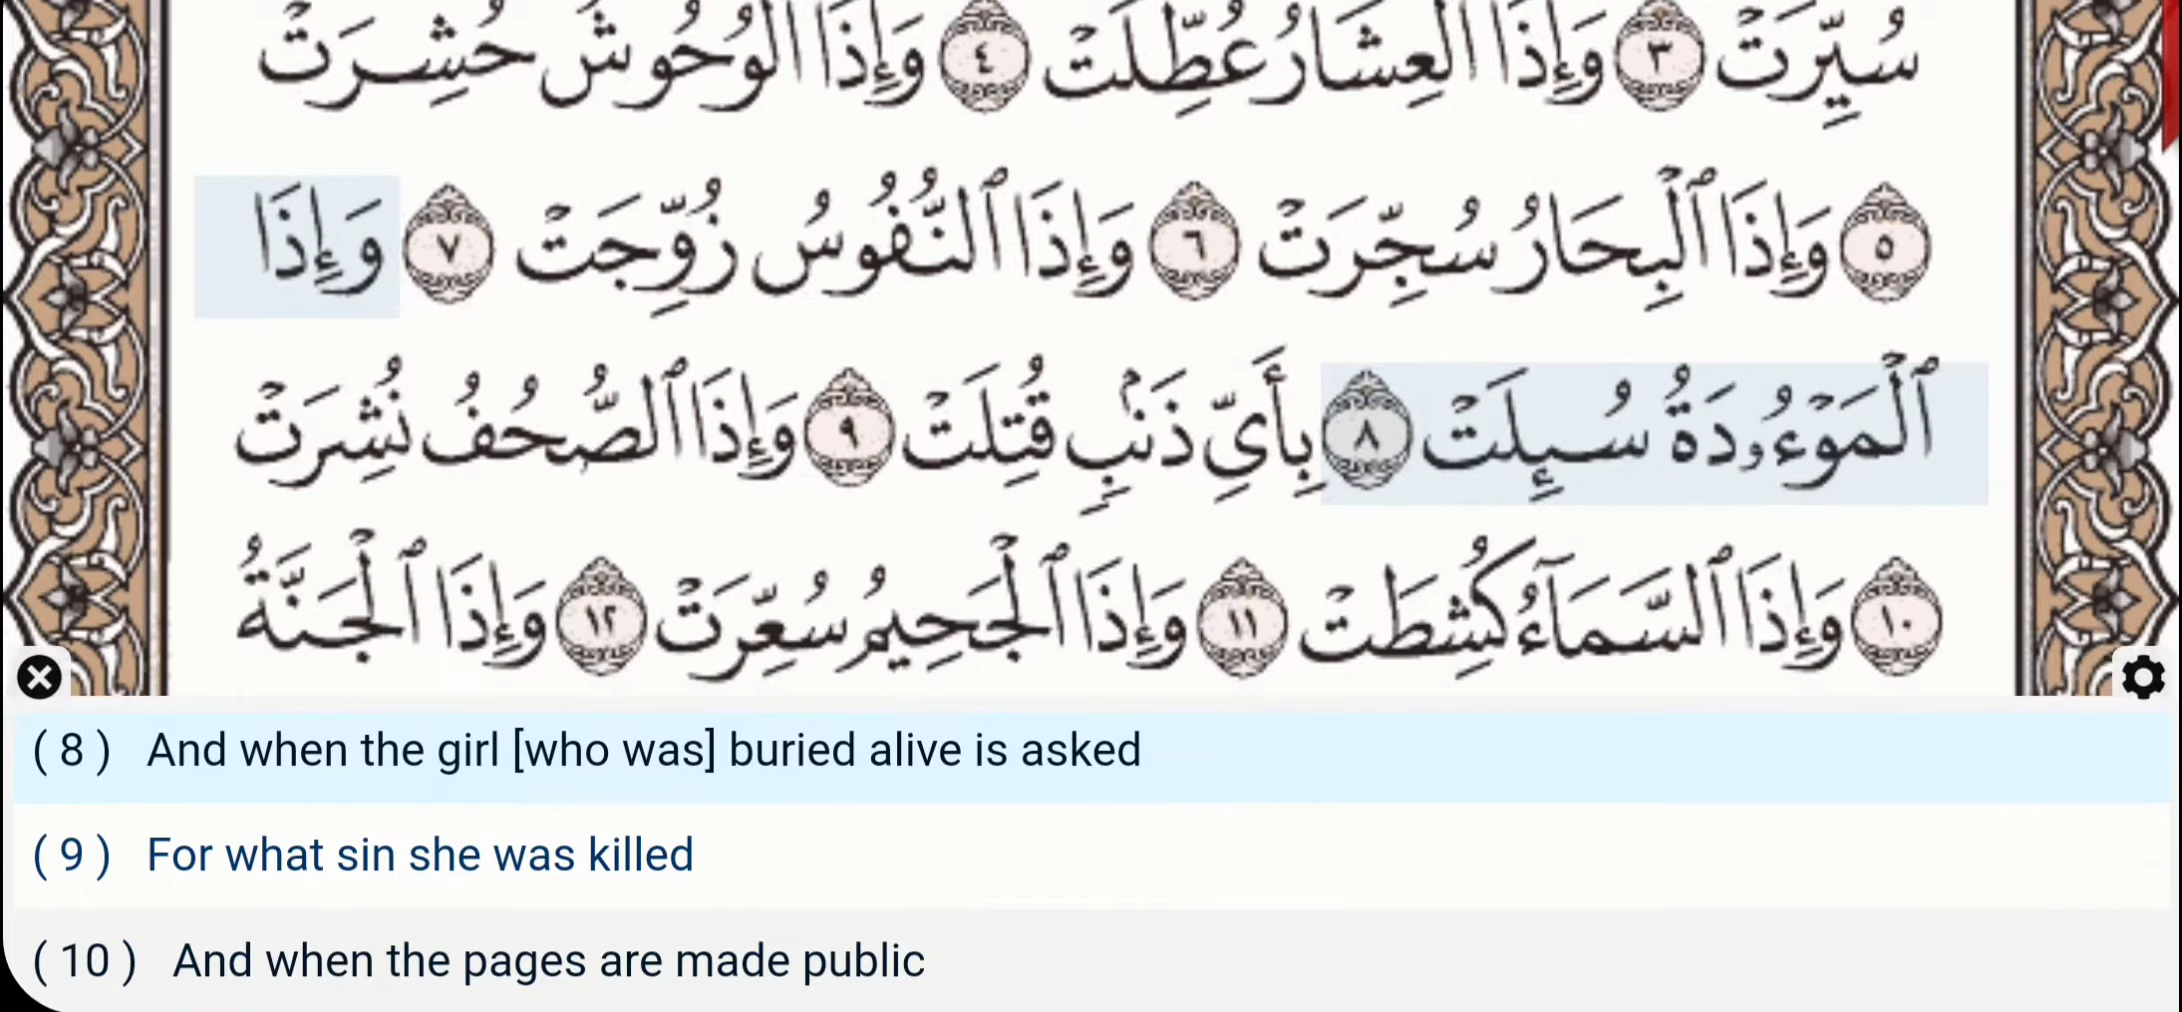 سُيِّرَتۡ ٣ وَإِذَا ٱلۡعِشَارُ عُطِّلَتۡ ٤ وَإِذَا ٱلۡوُحُوشُ حُشِرَتۡ
٥ وَإِذَا ٱلۡبِحَارُ سُجِّرَتۡ ٦ وَإِذَا ٱلنُّفُوسُ زُوِّجَتۡ ٧ وَإِذَا
ٱلۡمَوۡءُۥدَةُ سُئِلَتۡ ٨ بِأَيِّ ذَنۢبٖ قُتِلَتۡ ٩ وَإِذَا ٱلصُّحُفُ نُشِرَتۡ
١٠ وَإِذَا ٱلسَّمَآءُ كُشِطَتۡ ١١ وَإِذَا ٱلۡجَحِيمُ سُعِّرَتۡ ١٢ وَإِذَا ٱلۡجَنَّةُ
( 8 ) And when the girl [who was] buried alive is asked
( 9 ) For what sin she was killed
( 10 ) And when the pages are made public